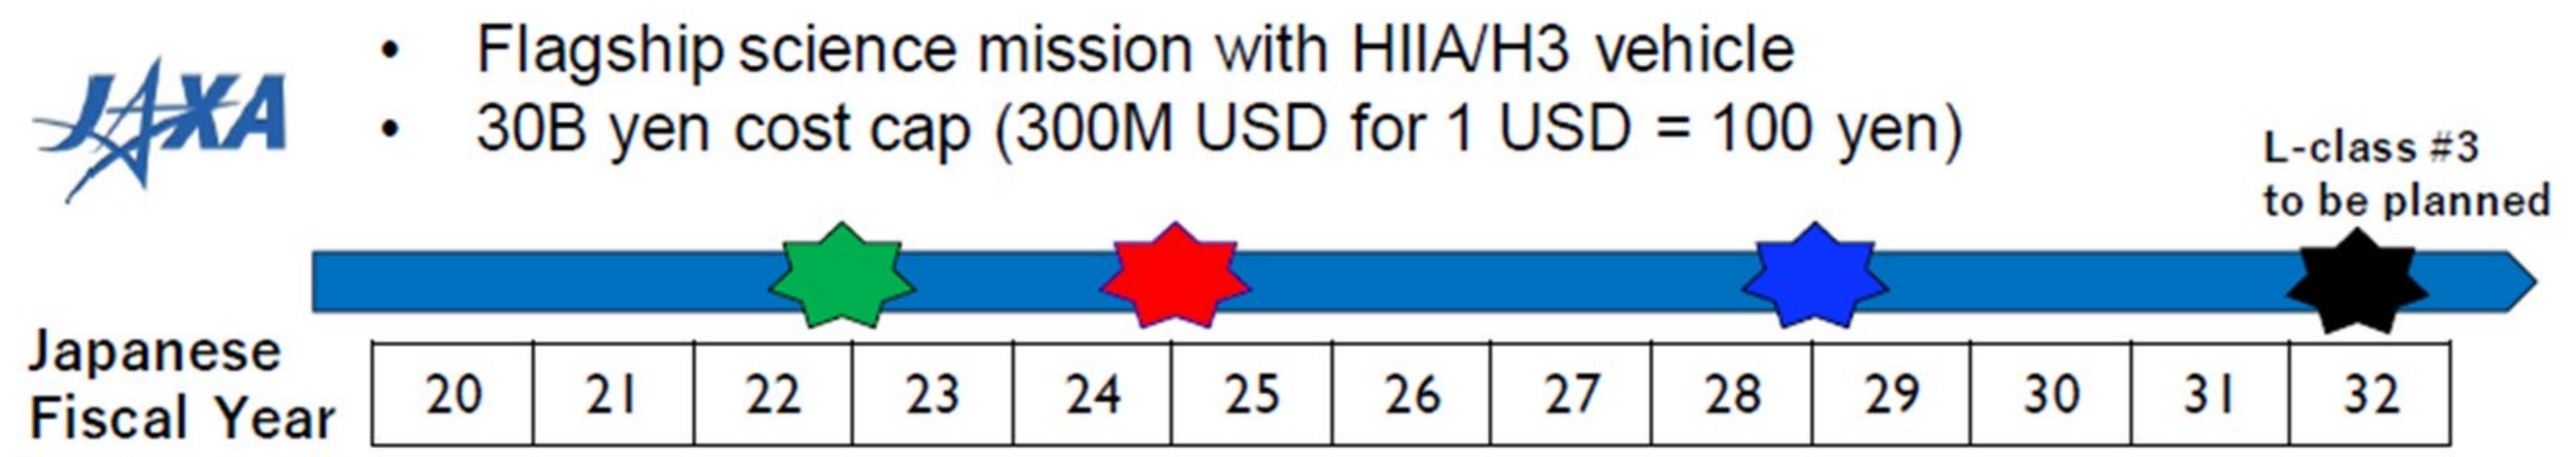 JAXA
• Flagship science mission with HIIA/H3 vehicle
• 30B yen cost cap (300M USD for 1 USD = 100 yen)
L-class #3
to be planned
Japanese
Fiscal Year
20 21 22 23 24 25 26 27 28 29 30 31 32